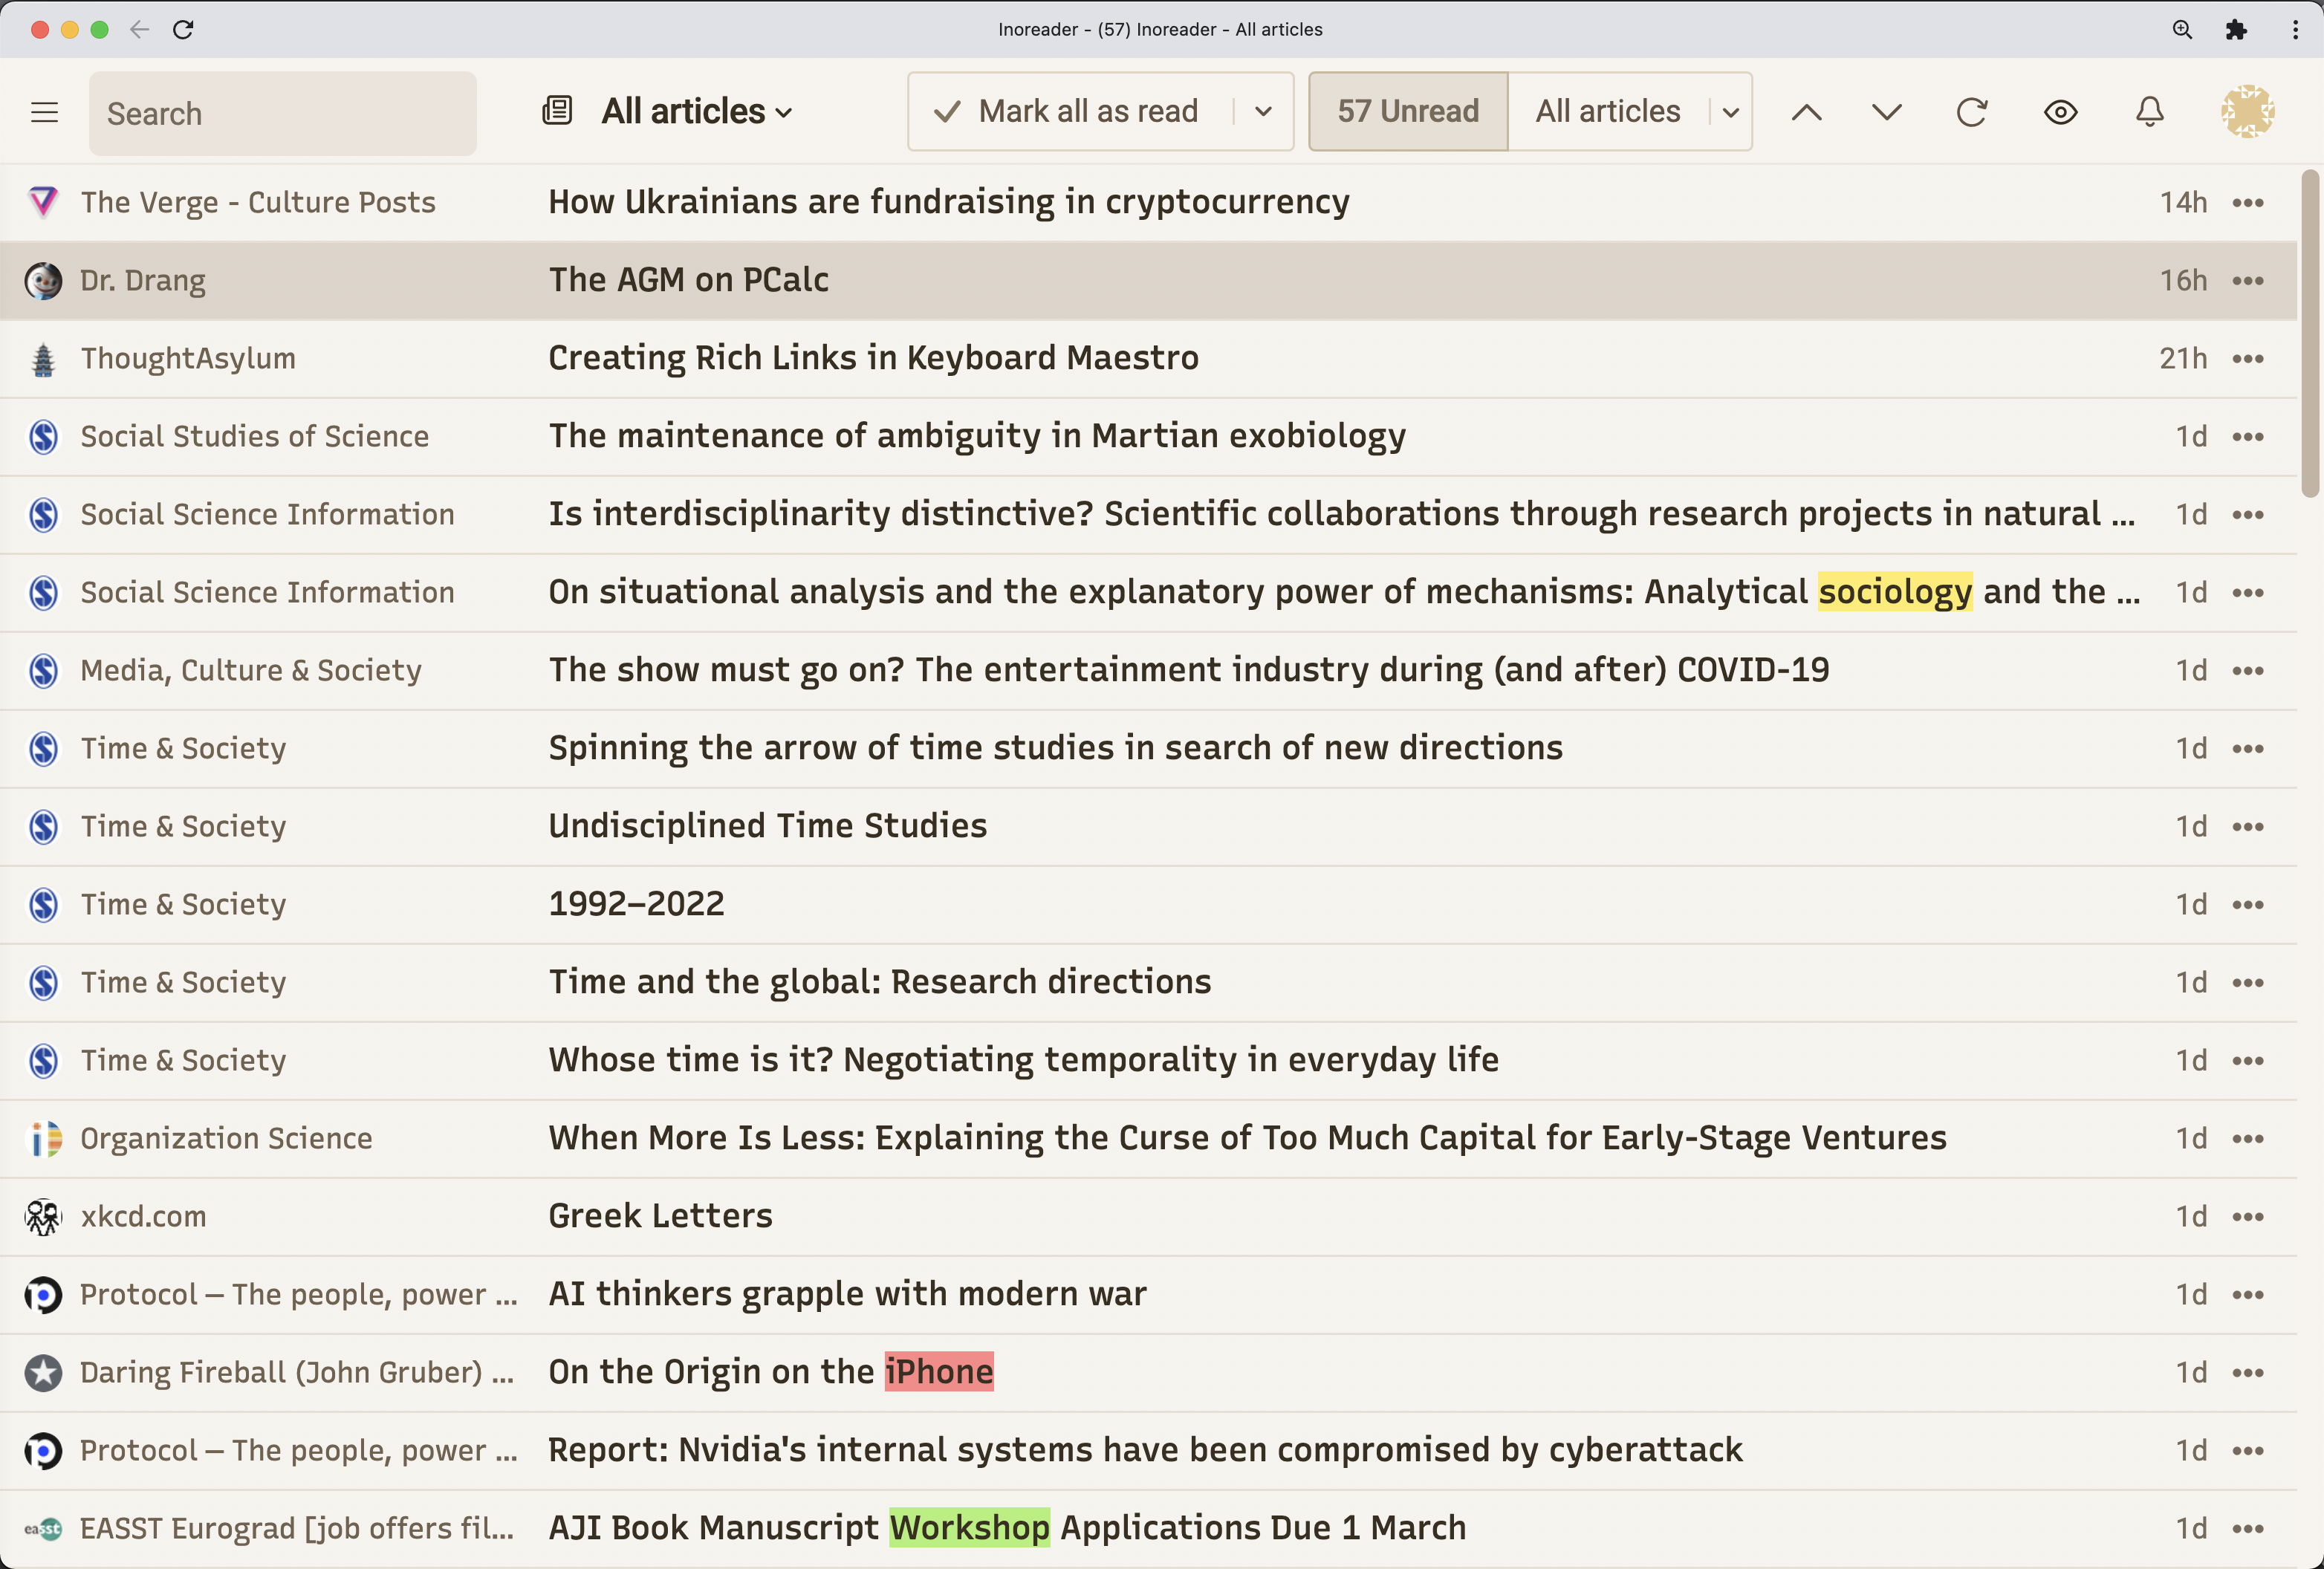 Inoreader - (57) Inoreader - All articles
Search
All articles
Mark all as read
57 Unread
All articles
The Verge - Culture Posts How Ukrainians are fundraising in cryptocurrency 14h
Dr. Drang The AGM on PCalc 16h
ThoughtAsylum Creating Rich Links in Keyboard Maestro 21h
Social Studies of Science The maintenance of ambiguity in Martian exobiology 1d
Social Science Information Is interdisciplinarity distinctive? Scientific collaborations through research projects in natural ... 1d
Social Science Information On situational analysis and the explanatory power of mechanisms: Analytical sociology and the ... 1d
Media, Culture & Society The show must go on? The entertainment industry during (and after) COVID-19 1d
Time & Society Spinning the arrow of time studies in search of new directions 1d
Time & Society Undisciplined Time Studies 1d
Time & Society 1992–2022 1d
Time & Society Time and the global: Research directions 1d
Time & Society Whose time is it? Negotiating temporality in everyday life 1d
Organization Science When More Is Less: Explaining the Curse of Too Much Capital for Early-Stage Ventures 1d
xkcd.com Greek Letters 1d
Protocol — The people, power ... AI thinkers grapple with modern war 1d
Daring Fireball (John Gruber) ... On the Origin on the iPhone 1d
Protocol — The people, power ... Report: Nvidia's internal systems have been compromised by cyberattack 1d
easst EASST Eurograd [job offers fil... AJI Book Manuscript Workshop Applications Due 1 March 1d